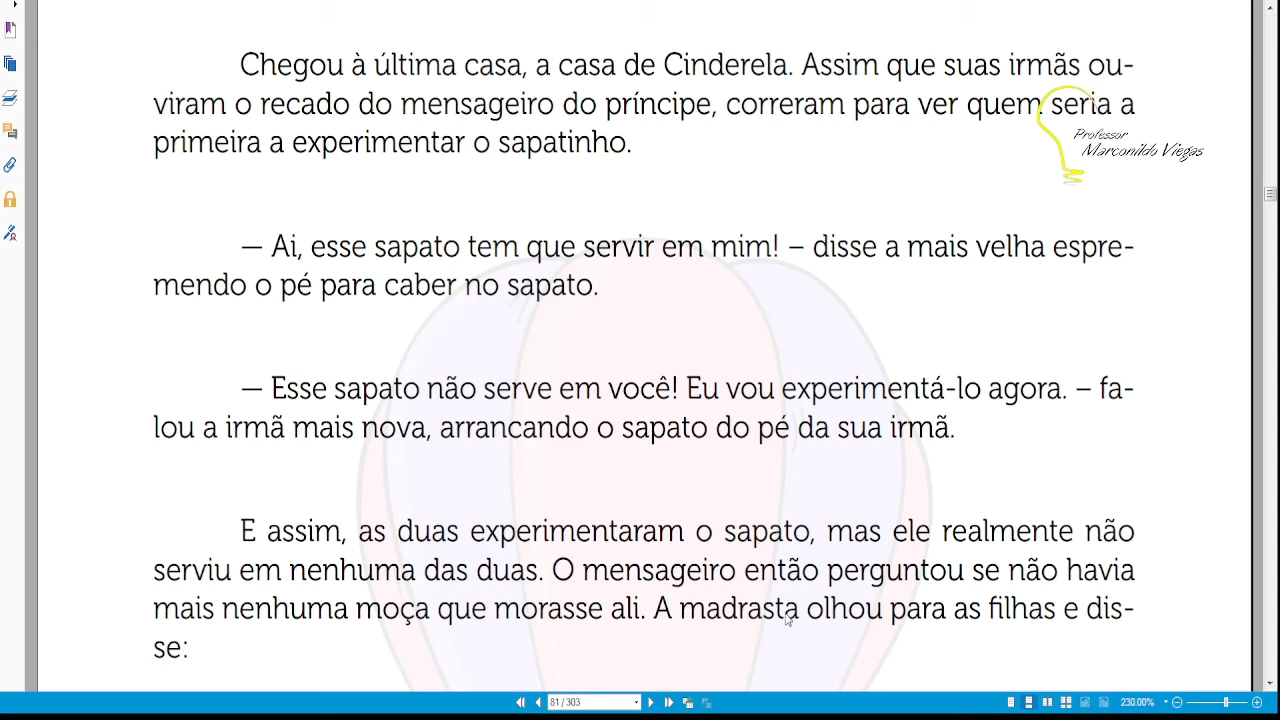 Chegou à última casa, a casa de Cinderela. Assim que suas irmãs ou-
viram o recado do mensageiro do príncipe, correram para ver quem seria a
primeira a experimentar o sapatinho.
Professor
Marconildo Viegas
— Ai, esse sapato tem que servir em mim! – disse a mais velha espre-
mendo o pé para caber no sapato.
— Esse sapato não serve em você! Eu vou experimentá-lo agora. – fa-
lou a irmã mais nova, arrancando o sapato do pé da sua irmã.
E assim, as duas experimentaram o sapato, mas ele realmente não
serviu em nenhuma das duas. O mensageiro então perguntou se não havia
mais nenhuma moça que morasse ali. A madrasta olhou para as filhas e dis-
se:
81 / 303
230.00%